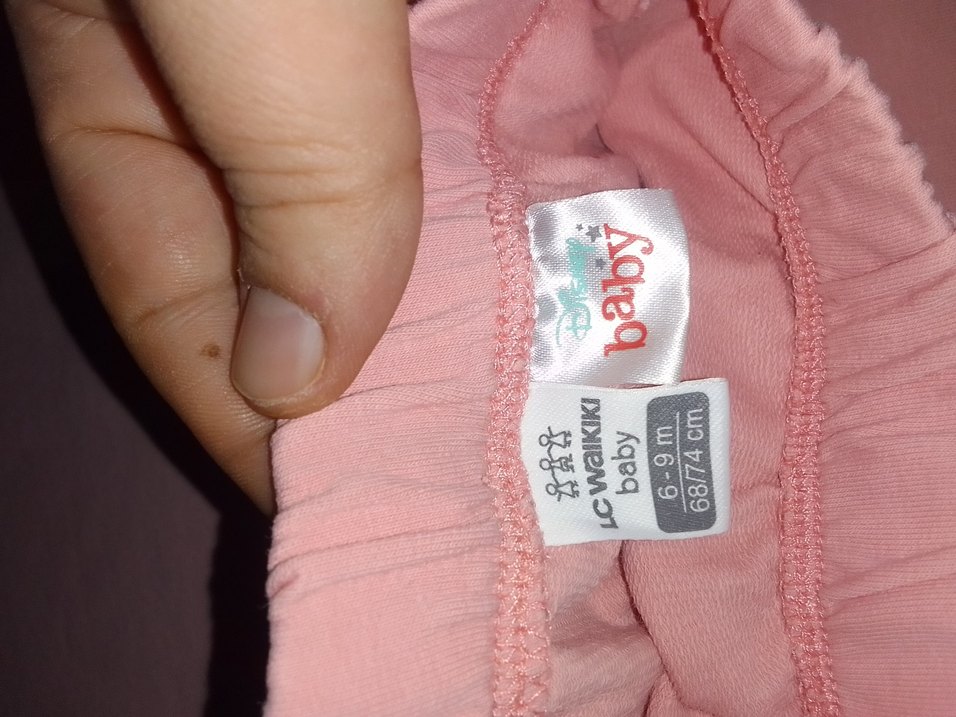 Disney
baby
LC WAIKIKI
baby
6 - 9 m
68/74 cm